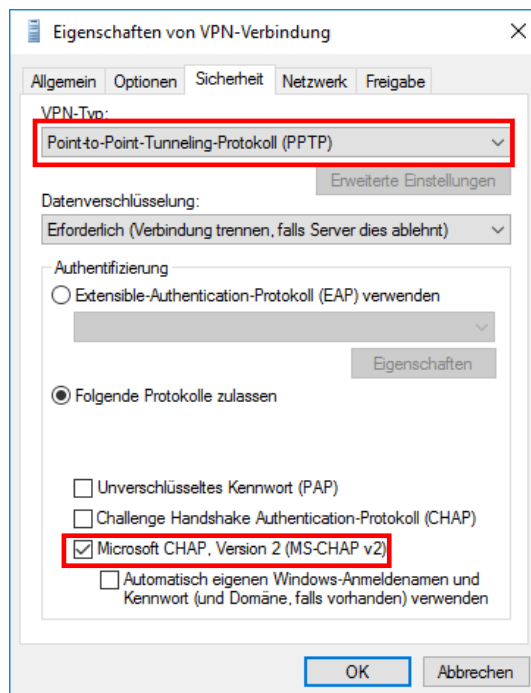 Eigenschaften von VPN-Verbindung
Allgemein Optionen Sicherheit Netzwerk Freigabe
VPN-Typ:
Point-to-Point-Tunneling-Protokoll (PPTP)
Erweiterte Einstellungen
Datenverschlüsselung:
Erforderlich (Verbindung trennen, falls Server dies ablehnt)
Authentifizierung
Extensible-Authentication-Protokoll (EAP) verwenden
Eigenschaften
Folgende Protokolle zulassen
Unverschlüsseltes Kennwort (PAP)
Challenge Handshake Authentication-Protokoll (CHAP)
Microsoft CHAP, Version 2 (MS-CHAP v2)
Automatisch eigenen Windows-Anmeldenamen und
Kennwort (und Domäne, falls vorhanden) verwenden
OK Abbrechen